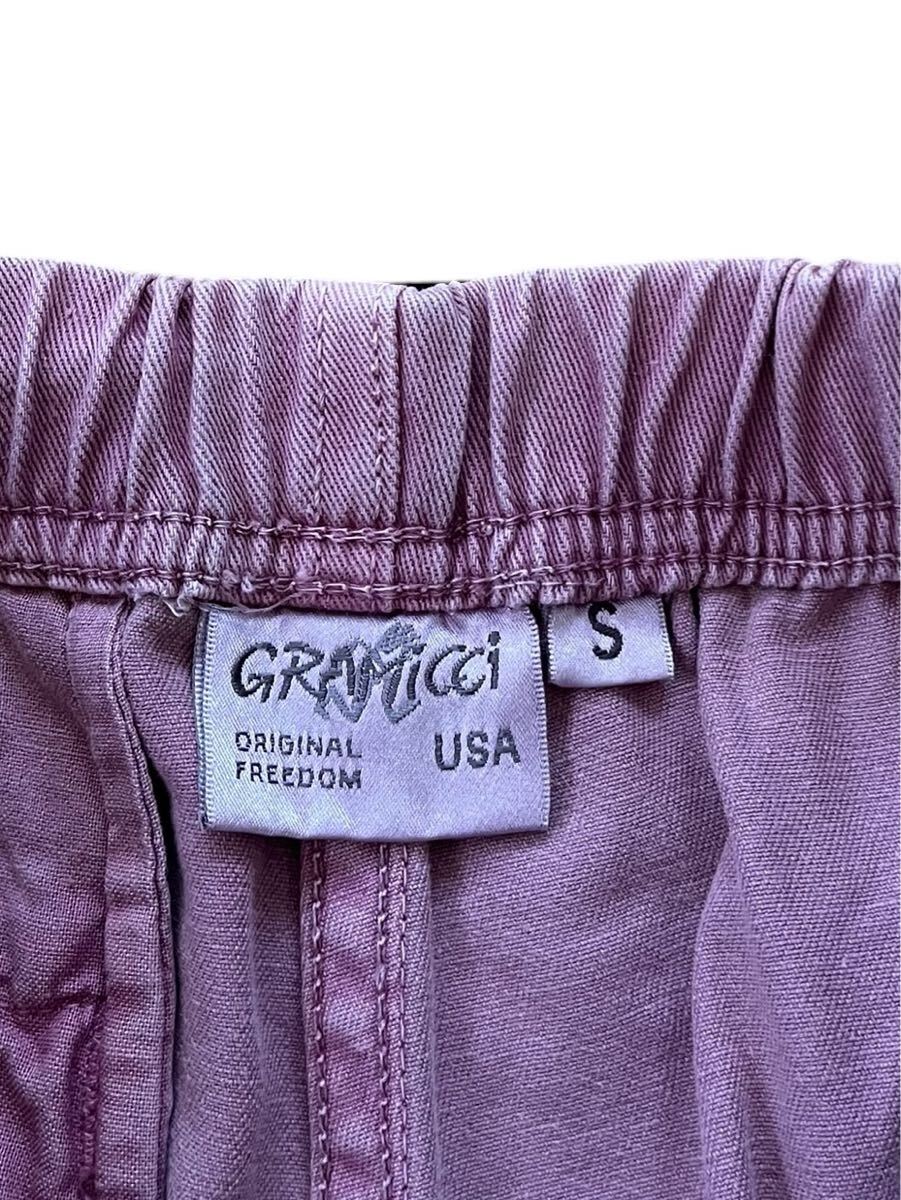 GRAMICCi
S
ORIGINAL
FREEDOM
USA